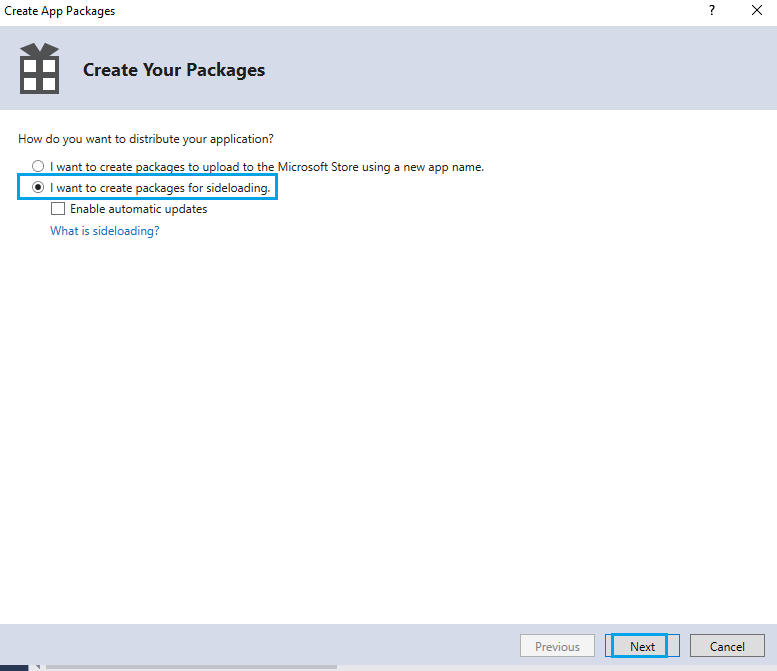 Create App Packages
?
Create Your Packages
How do you want to distribute your application?
I want to create packages to upload to the Microsoft Store using a new app name.
I want to create packages for sideloading.
Enable automatic updates
What is sideloading?
Previous Next Cancel